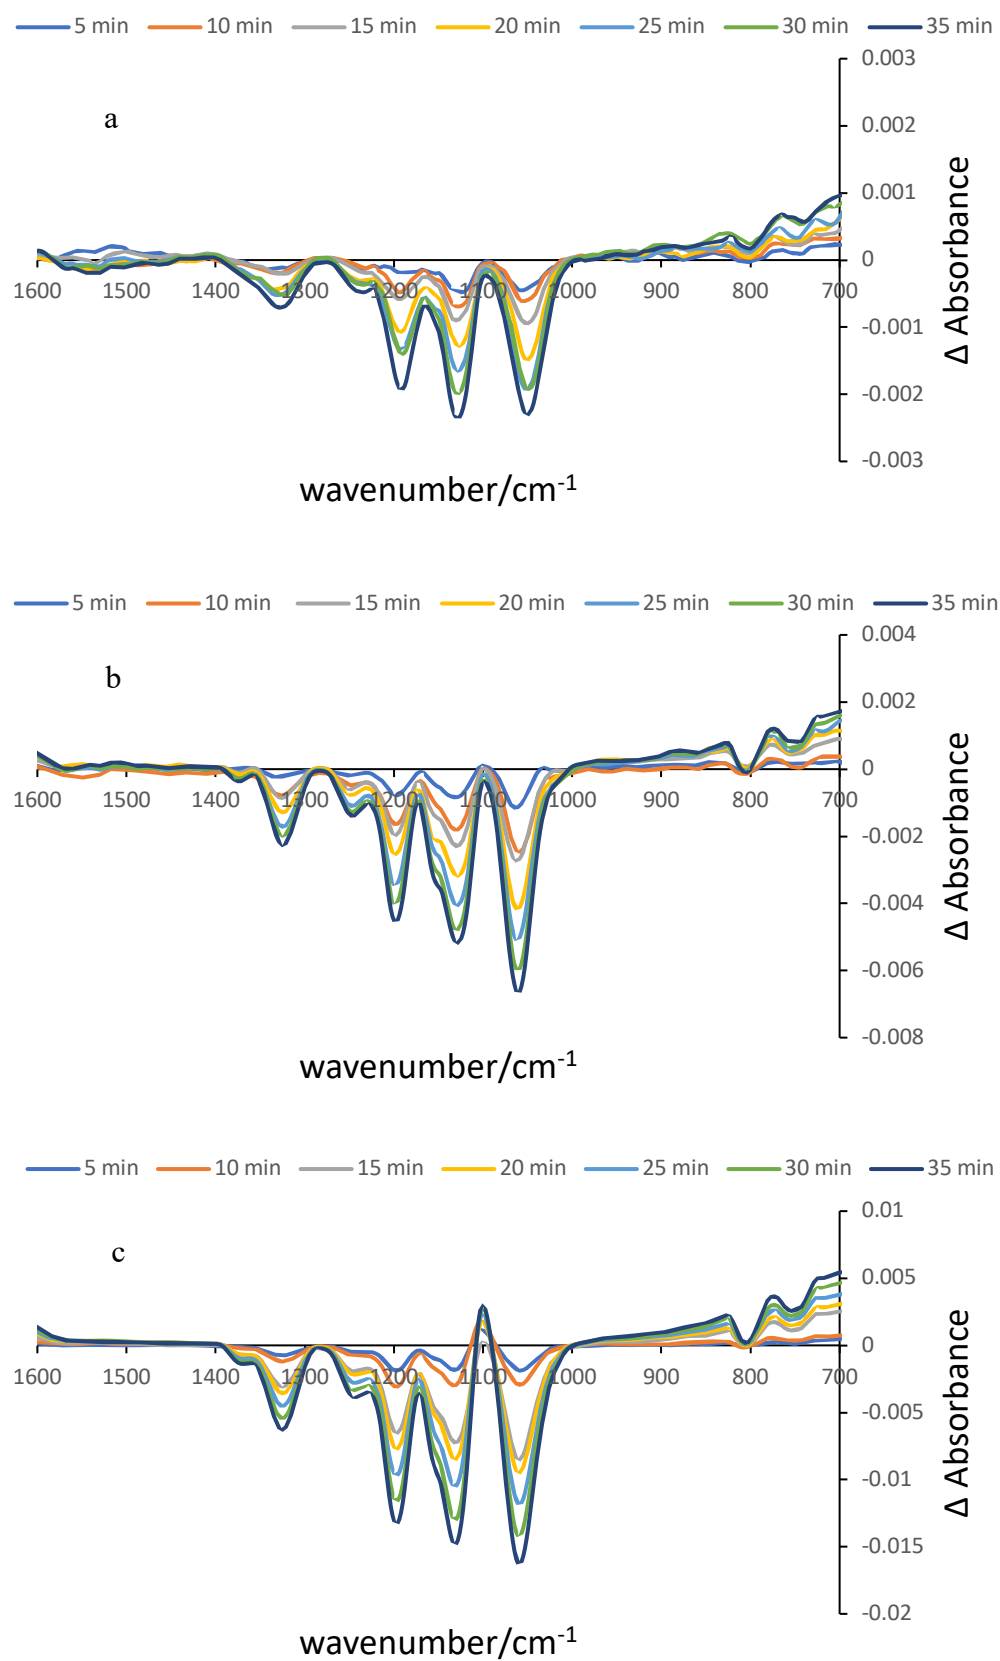 5 min 10 min 15 min 20 min 25 min 30 min 35 min
0.003
a
0.002
0.001
0
1600 1500 1400 1300 1200 1100 1000 900 800 700
-0.001
-0.002
-0.003
Δ Absorbance
wavenumber/cm-1
5 min 10 min 15 min 20 min 25 min 30 min 35 min
0.004
b
0.002
0
1600 1500 1400 1300 1200 1100 1000 900 800 700
-0.002
-0.004
-0.006
-0.008
Δ Absorbance
wavenumber/cm-1
5 min 10 min 15 min 20 min 25 min 30 min 35 min
0.01
c
0.005
0
1600 1500 1400 1300 1200 1100 1000 900 800 700
-0.005
-0.01
-0.015
-0.02
Δ Absorbance
wavenumber/cm-1